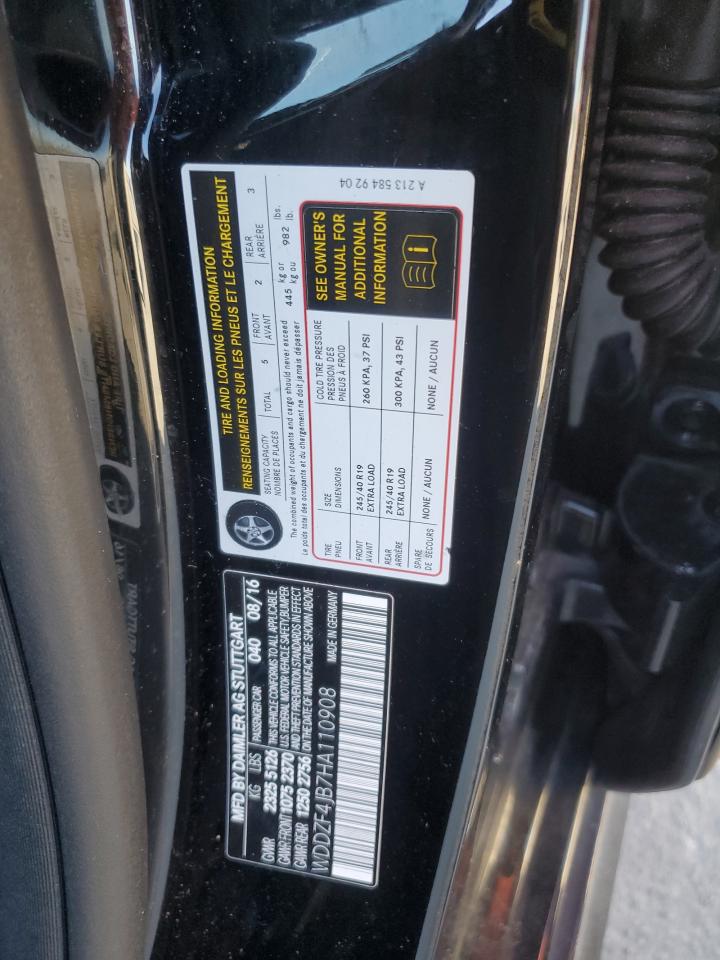 TIRE AND LOADING INFORMATION
RENSEIGNEMENTS SUR LES PNEUS ET LE CHARGEMENT
SEATING CAPACITY
NOMBRE DE PLACES
TOTAL 5
FRONT
AVANT
2
REAR
ARRIÈRE
3
The combined weight of occupants and cargo should never exceed 445 kg or 982 lbs.
Le poids total des occupants et du chargement ne doit jamais dépasser kg ou lb.
TIRE
PNEU
SIZE
DIMENSIONS
COLD TIRE PRESSURE
PRESSION DES
PNEUS À FROID
FRONT
AVANT
245/40 R19
EXTRA LOAD
260 KPA, 37 PSI
REAR
ARRIÈRE
245/40 R19
EXTRA LOAD
300 KPA, 43 PSI
SPARE
DE SECOURS
NONE / AUCUN
NONE / AUCUN
SEE OWNER'S
MANUAL FOR
ADDITIONAL
INFORMATION
A 213 584 92 04
MFD BY DAIMLER AG STUTTGART
KG LBS PASSENGER CAR 040 08/16
GVWR 2325 5126 THIS VEHICLE CONFORMS TO ALL APPLICABLE
GAWR FRONT 1075 2370 U.S. FEDERAL MOTOR VEHICLE SAFETY, BUMPER
GAWR REAR 1250 2756 AND THEFT PREVENTION STANDARDS IN EFFECT
ON THE DATE OF MANUFACTURE SHOWN ABOVE
WDDZF4JB7HA110908 MADE IN GERMANY